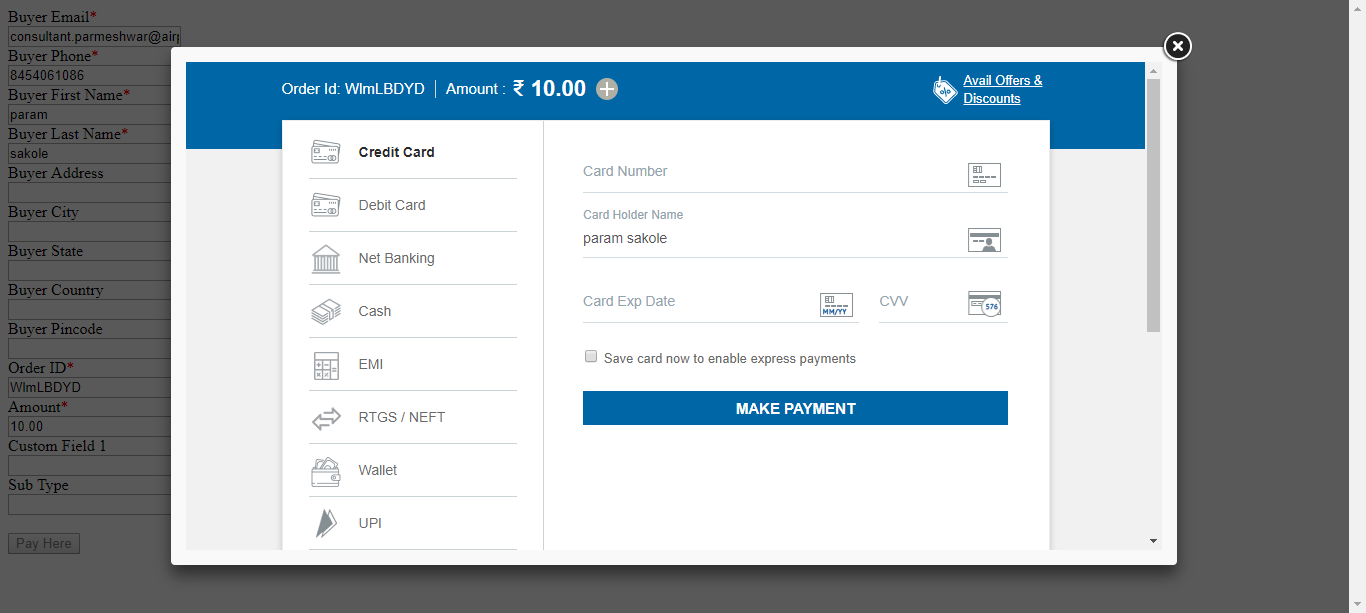 Buyer Email*
consultant.parmeshwar@airp
Buyer Phone*
8454061086
Buyer First Name*
param
Buyer Last Name*
sakole
Buyer Address
Buyer City
Buyer State
Buyer Country
Buyer Pincode
Order ID*
WlmLBDYD
Amount*
10.00
Custom Field 1
Sub Type
Pay Here
Order Id: WlmLBDYD | Amount : ₹ 10.00
Avail Offers &
Discounts
Credit Card
Debit Card
Net Banking
Cash
EMI
RTGS / NEFT
Wallet
UPI
Card Number
Card Holder Name
param sakole
Card Exp Date
MM/YY
CVV
576
Save card now to enable express payments
MAKE PAYMENT